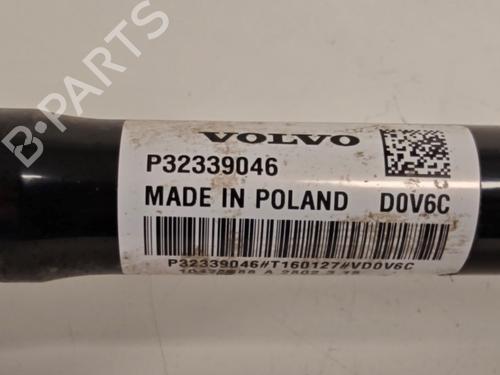 B-PARTS
VOLVO
P32339046
MADE IN POLAND D0V6C
P32339046#T160127#VD0V6C